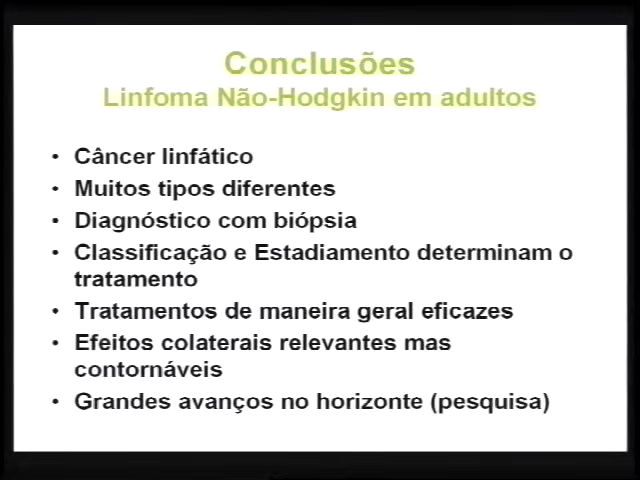 Conclusões
Linfoma Não-Hodgkin em adultos
• Câncer linfático
• Muitos tipos diferentes
• Diagnóstico com biópsia
• Classificação e Estadiamento determinam o
tratamento
• Tratamentos de maneira geral eficazes
• Efeitos colaterais relevantes mas
contornáveis
• Grandes avanços no horizonte (pesquisa)